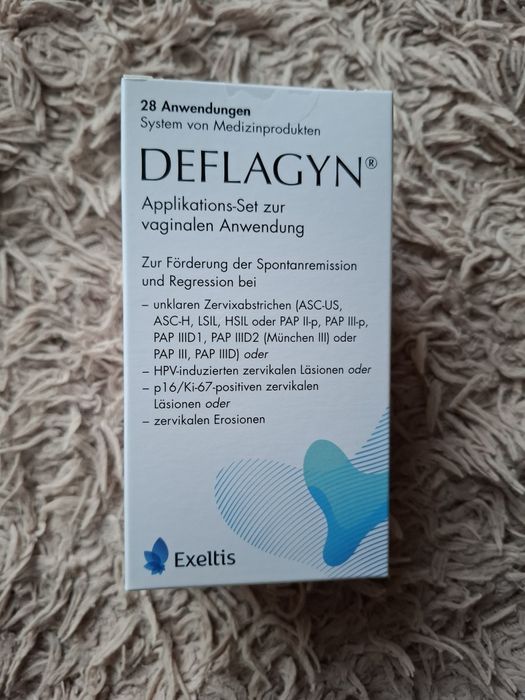 28 Anwendungen
System von Medizinprodukten
DEFLAGYN®
Applikations-Set zur
vaginalen Anwendung
Zur Förderung der Spontanremission
und Regression bei
– unklaren Zervixabstrichen (ASC-US,
ASC-H, LSIL, HSIL oder PAP II-p, PAP III-p,
PAP IIID1, PAP IIID2 (München III) oder
PAP III, PAP IIID) oder
– HPV-induzierten zervikalen Läsionen oder
– p16/Ki-67-positiven zervikalen
Läsionen oder
– zervikalen Erosionen
Exeltis